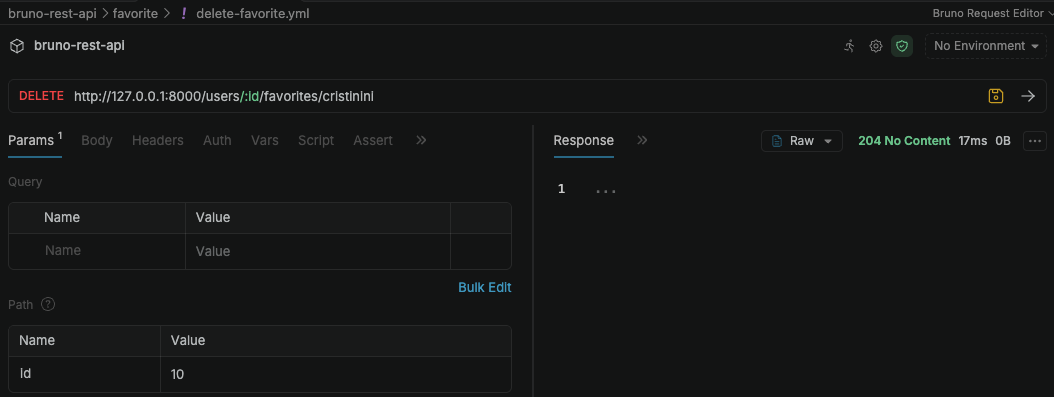 bruno-rest-api > favorite > ! delete-favorite.yml
Bruno Request Editor
bruno-rest-api
No Environment
DELETE http://127.0.0.1:8000/users/:id/favorites/cristinini
Params 1 Body Headers Auth Vars Script Assert »
Response » Raw 204 No Content 17ms 0B ...
1 ...
Query
Name Value
Name Value
Bulk Edit
Path ?
Name Value
id 10